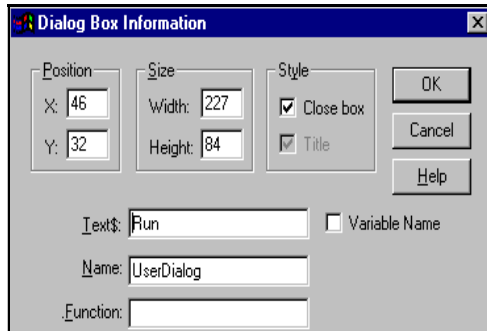 Dialog Box Information
Position
Size
Style
X: 46
Width: 227
Close box
OK
Y: 32
Height: 84
Title
Cancel
Help
Text$: Run
Variable Name
Name: UserDialog
.Function: